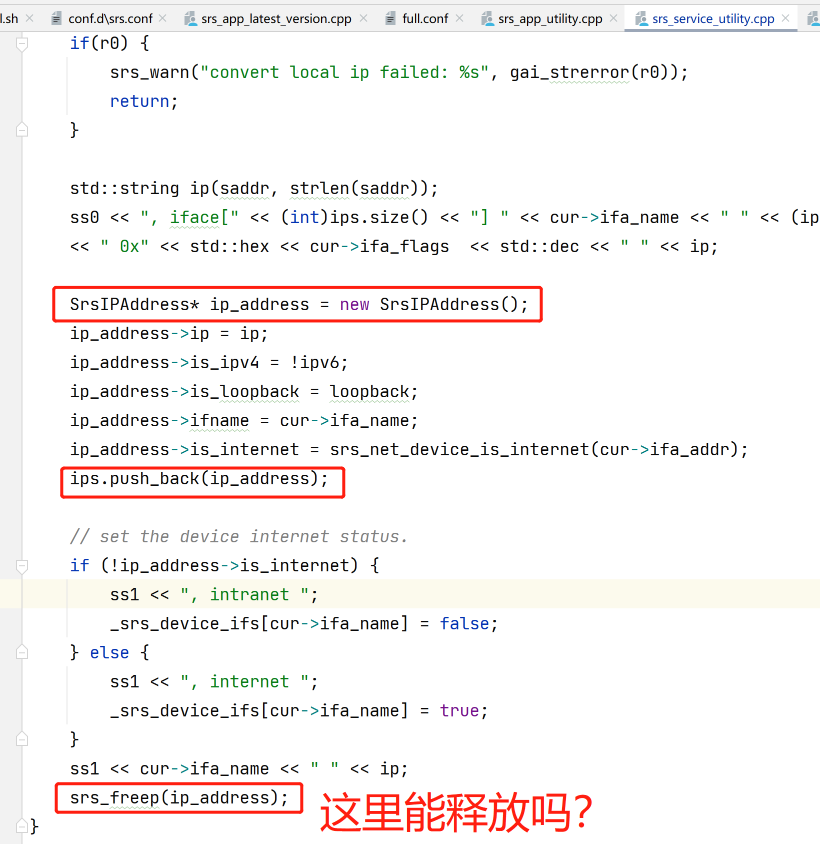 l.sh conf.d\srs.conf srs_app_latest_version.cpp full.conf srs_app_utility.cpp srs_service_utility.cpp
if(r0) {
srs_warn("convert local ip failed: %s", gai_strerror(r0));
return;
}
std::string ip(saddr, strlen(saddr));
ss0 << ", iface[" << (int)ips.size() << "] " << cur->ifa_name << " " << (ip
<< " 0x" << std::hex << cur->ifa_flags  << std::dec << " " << ip;
SrsIPAddress* ip_address = new SrsIPAddress();
ip_address->ip = ip;
ip_address->is_ipv4 = !ipv6;
ip_address->is_loopback = loopback;
ip_address->ifname = cur->ifa_name;
ip_address->is_internet = srs_net_device_is_internet(cur->ifa_addr);
ips.push_back(ip_address);
// set the device internet status.
if (!ip_address->is_internet) {
ss1 << ", intranet ";
_srs_device_ifs[cur->ifa_name] = false;
} else {
ss1 << ", internet ";
_srs_device_ifs[cur->ifa_name] = true;
}
ss1 << cur->ifa_name << " " << ip;
srs_freep(ip_address);
这里能释放吗?
}